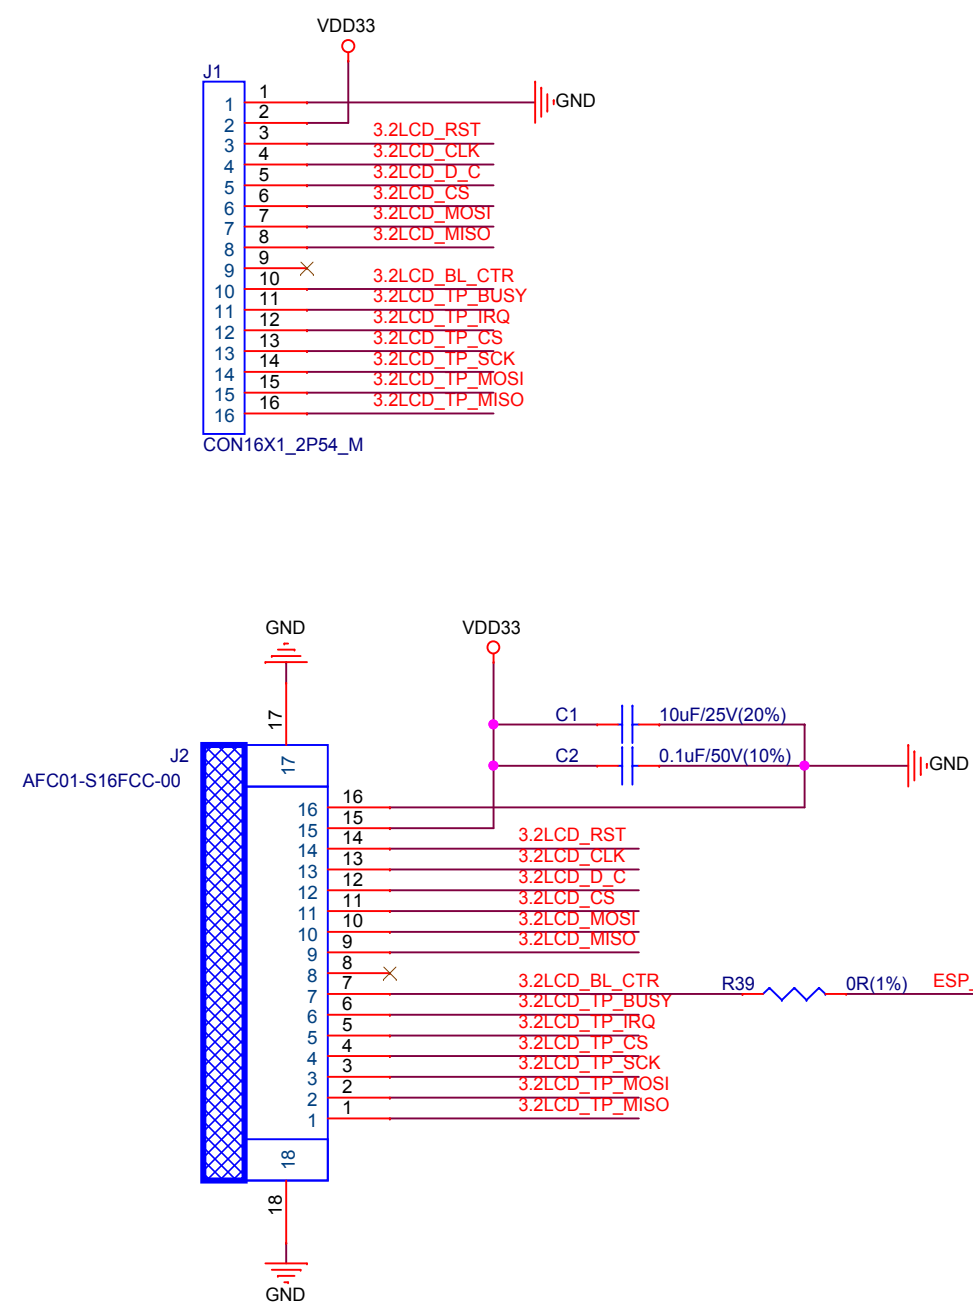 VDD33
J1
1 1 GND
2 2
3 3 3.2LCD_RST
4 4 3.2LCD_CLK
5 5 3.2LCD_D_C
6 6 3.2LCD_CS
7 7 3.2LCD_MOSI
8 8 3.2LCD_MISO
9 9
10 10 3.2LCD_BL_CTR
11 11 3.2LCD_TP_BUSY
12 12 3.2LCD_TP_IRQ
13 13 3.2LCD_TP_CS
14 14 3.2LCD_TP_SCK
15 15 3.2LCD_TP_MOSI
16 16 3.2LCD_TP_MISO
CON16X1_2P54_M
GND VDD33
17
C1 10uF/25V(20%)
J2 17 C2 0.1uF/50V(10%) GND
AFC01-S16FCC-00
16 16
15 15
14 14 3.2LCD_RST
13 13 3.2LCD_CLK
12 12 3.2LCD_D_C
11 11 3.2LCD_CS
10 10 3.2LCD_MOSI
9 9 3.2LCD_MISO
8 8
7 7 3.2LCD_BL_CTR R39 0R(1%) ESP_
6 6 3.2LCD_TP_BUSY
5 5 3.2LCD_TP_IRQ
4 4 3.2LCD_TP_CS
3 3 3.2LCD_TP_SCK
2 2 3.2LCD_TP_MOSI
1 1 3.2LCD_TP_MISO
18
18
GND